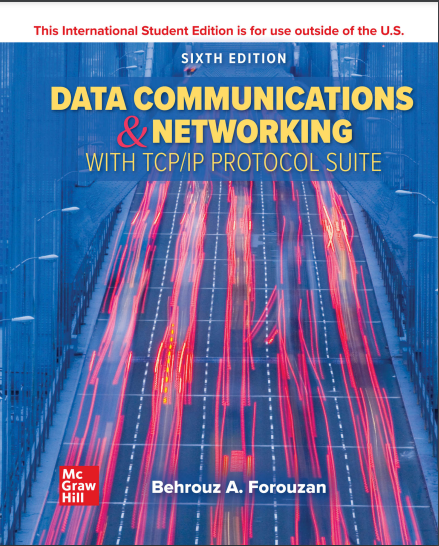 This International Student Edition is for use outside of the U.S.
SIXTH EDITION
DATA COMMUNICATIONS
& NETWORKING
WITH TCP/IP PROTOCOL SUITE
Mc
Graw
Hill
Behrouz A. Forouzan